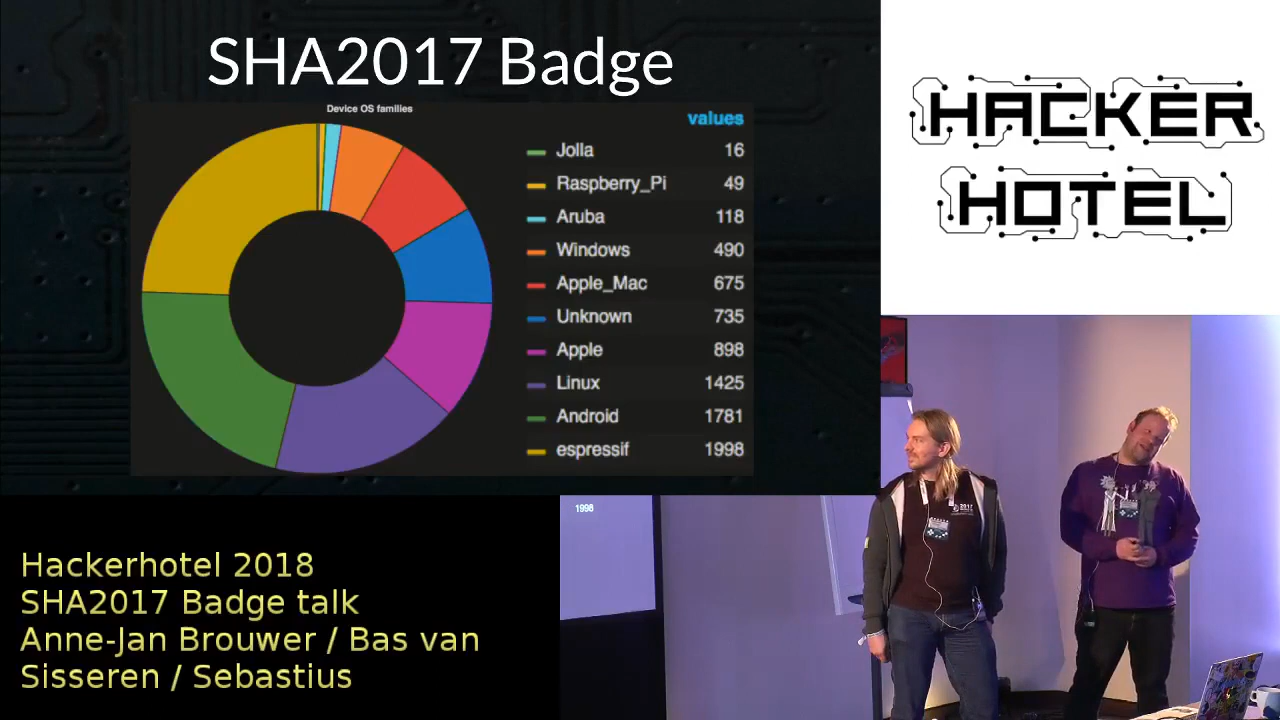 SHA2017 Badge
Device OS families
values
Jolla 16
Raspberry_Pi 49
Aruba 118
Windows 490
Apple_Mac 675
Unknown 735
Apple 898
Linux 1425
Android 1781
espressif 1998
HACKER
HOTEL
1998
2017
Hackerhotel 2018
SHA2017 Badge talk
Anne-Jan Brouwer / Bas van
Sisseren / Sebastius